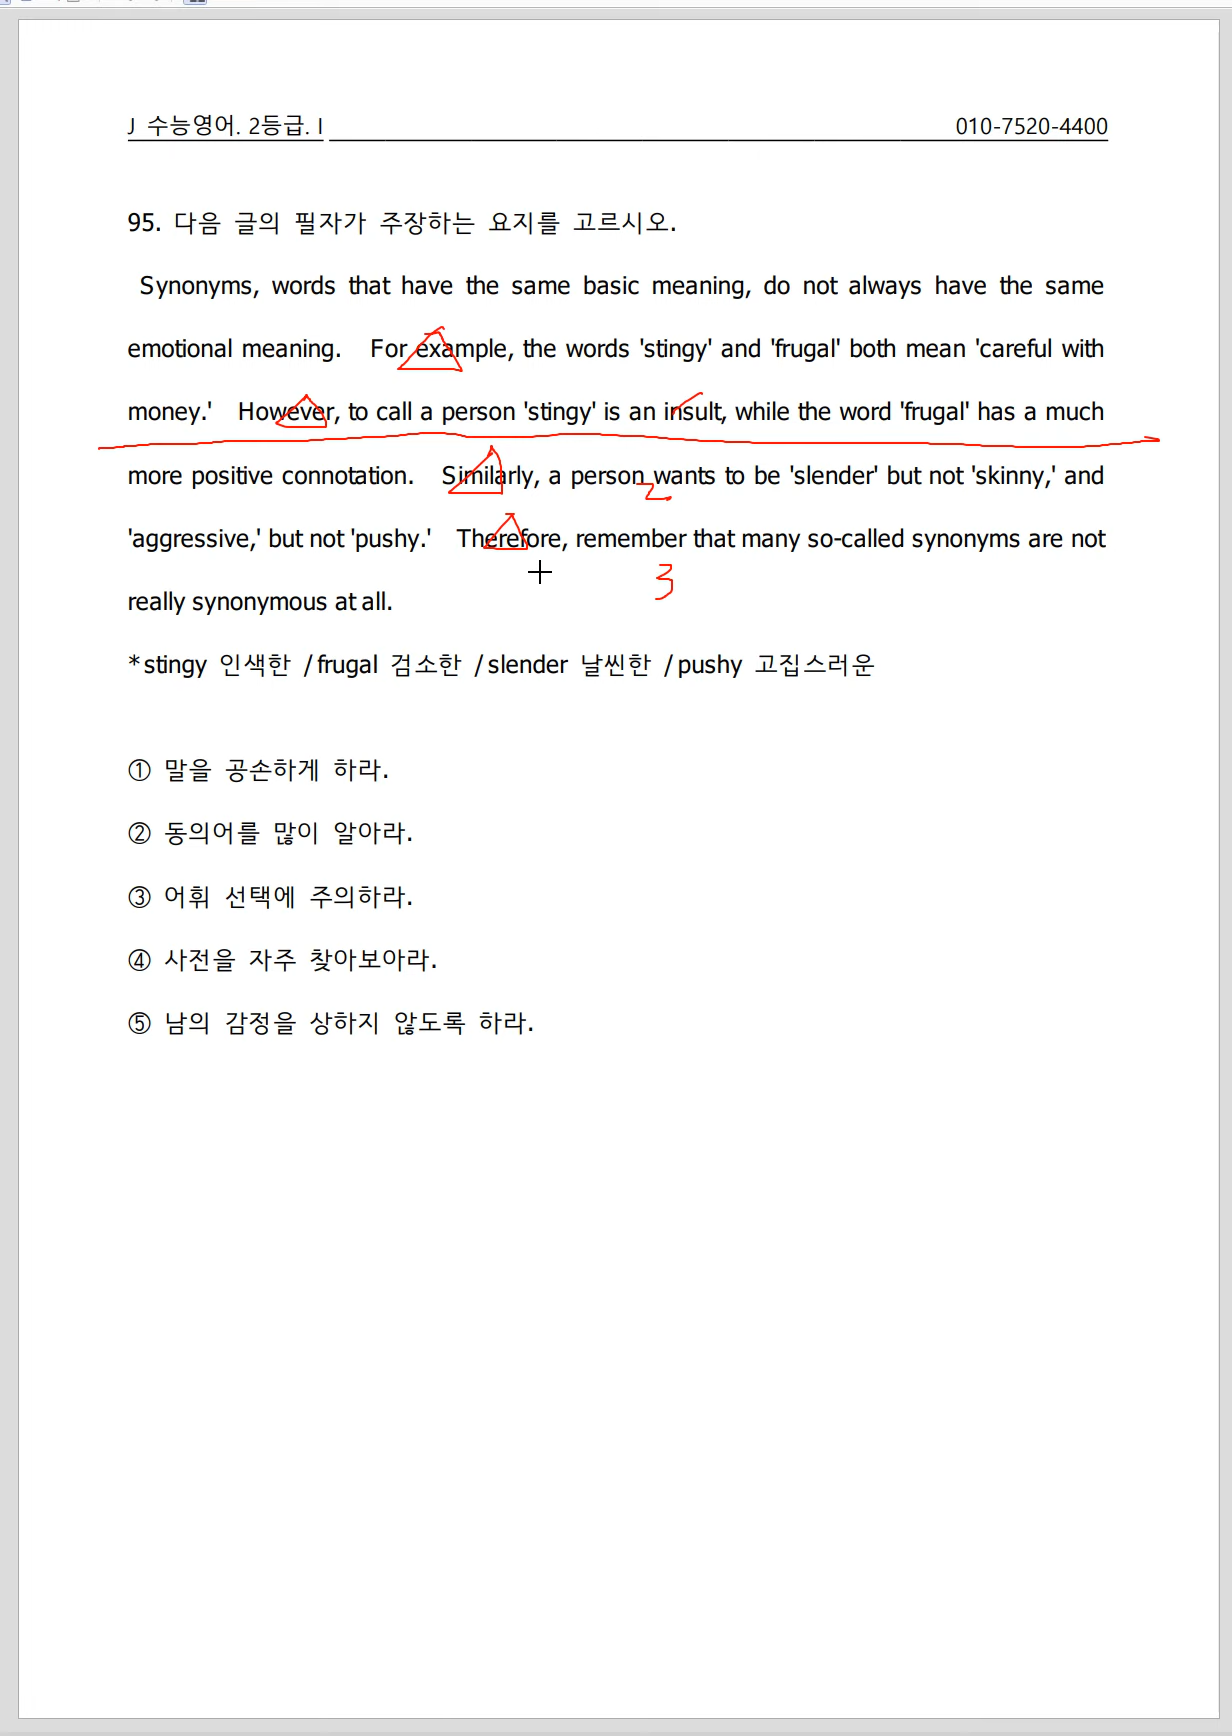 J 수능영어. 2등급. I 010-7520-4400
95. 다음 글의 필자가 주장하는 요지를 고르시오.
Synonyms, words that have the same basic meaning, do not always have the same
emotional meaning. For example, the words 'stingy' and 'frugal' both mean 'careful with
money.' However, to call a person 'stingy' is an insult, while the word 'frugal' has a much
more positive connotation. Similarly, a person wants to be 'slender' but not 'skinny,' and
2
'aggressive,' but not 'pushy.' Therefore, remember that many so-called synonyms are not
3
really synonymous at all.
*stingy 인색한 /frugal 검소한 /slender 날씬한 /pushy 고집스러운
① 말을 공손하게 하라.
② 동의어를 많이 알아라.
③ 어휘 선택에 주의하라.
④ 사전을 자주 찾아보아라.
⑤ 남의 감정을 상하지 않도록 하라.